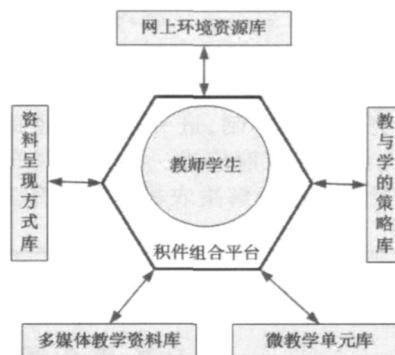 网上环境资源库
资料呈现方式库
教师学生
教与学的策略库
积件组合平台
多媒体教学资料库
微教学单元库